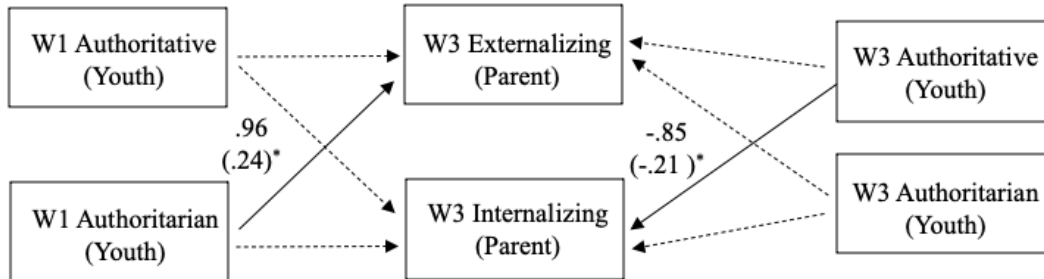 W1 Authoritative
(Youth)
W3 Externalizing
(Parent)
W3 Authoritative
(Youth)
.96
(.24)*
-.85
(-.21 )*
W1 Authoritarian
(Youth)
W3 Internalizing
(Parent)
W3 Authoritarian
(Youth)